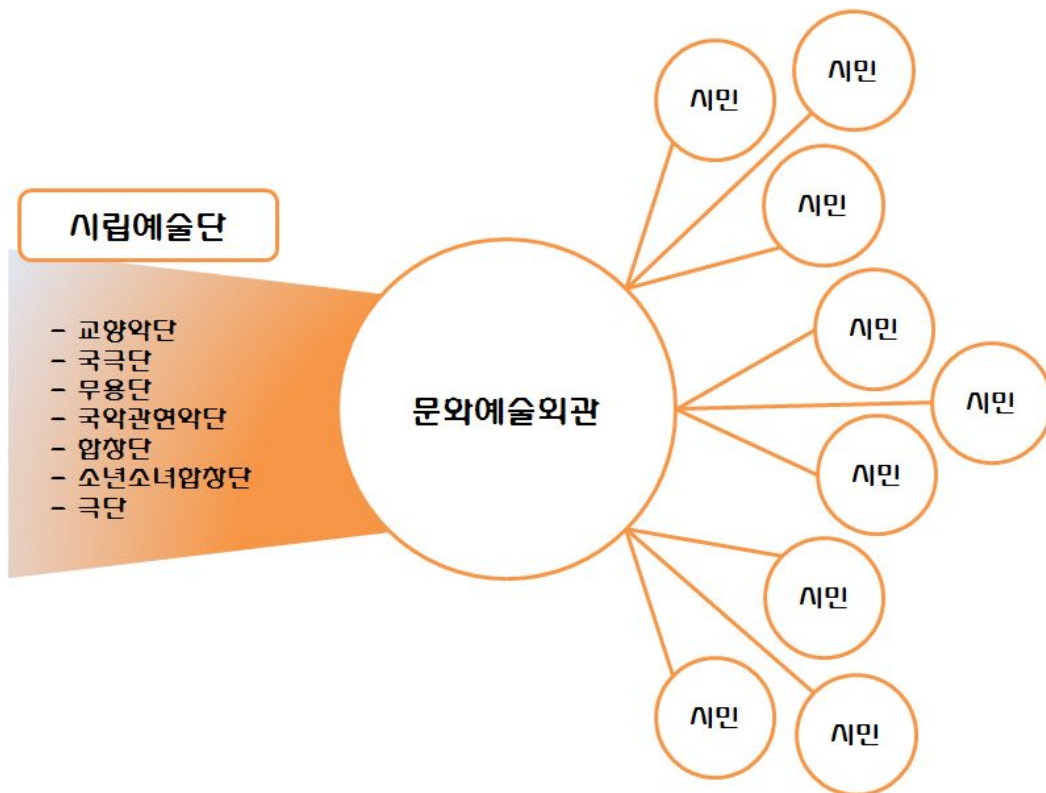 시민
시민
시민
시립예술단
- 교향악단
- 국극단
- 무용단
- 국악관현악단
- 합창단
- 소년소녀합창단
- 극단
문화예술회관
시민
시민
시민
시민
시민
시민